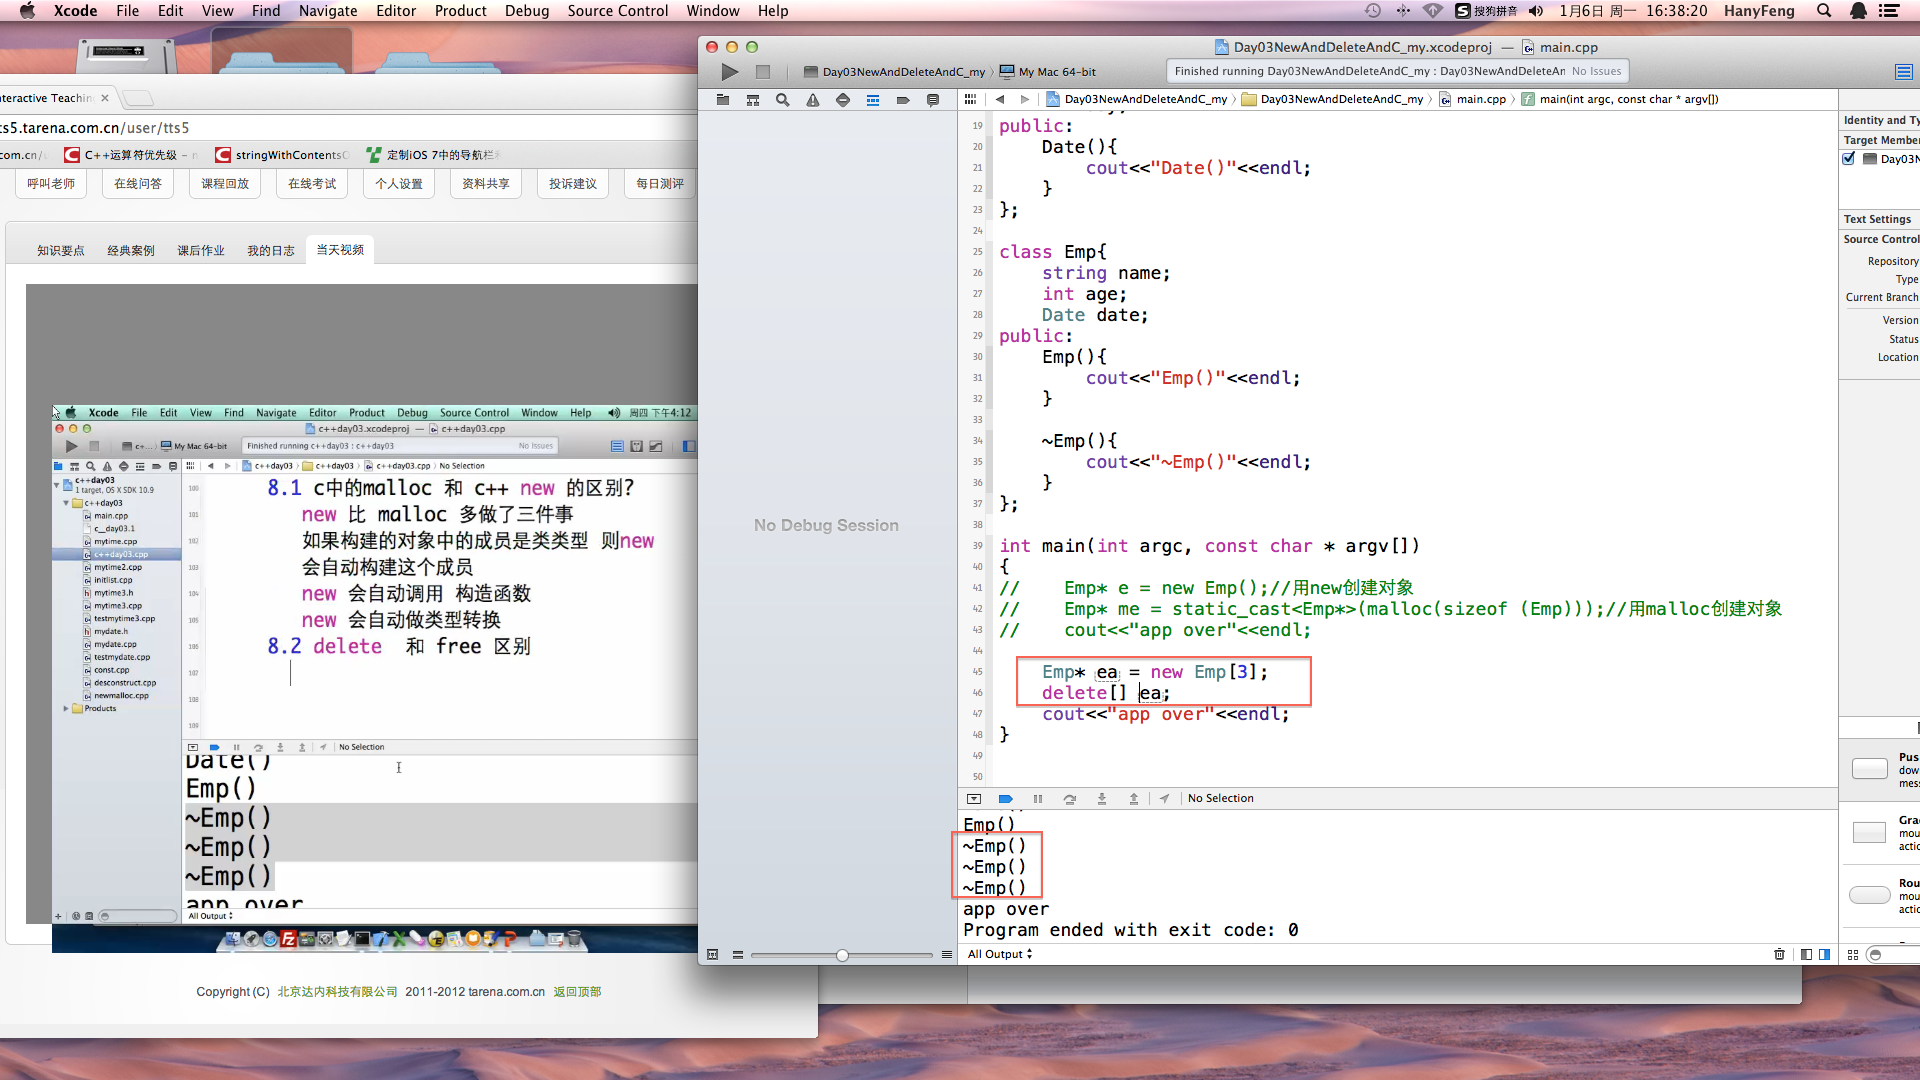 Xcode File Edit View Find Navigate Editor Product Debug Source Control Window Help
搜狗拼音 1月6日 周一 16:38:20 HanyFeng
nteractive Teachin
ts5.tarena.com.cn/user/tts5
com.cn/ C++运算符优先级 – stringWithContentsO 定制iOS 7中的导航栏
呼叫老师 在线问答 课程回放 在线考试 个人设置 资料共享 投诉建议 每日测评
知识要点 经典案例 课后作业 我的日志 当天视频
Xcode File Edit View Find Navigate Editor Product Debug Source Control Window Help 周四 下午4:12
c++day03.xcodeproj — c++day03.cpp
c+... My Mac 64-bit Finished running c++day03 : c++day03 No Issues
c++day03 c++day03 c++day03.cpp No Selection
c++day03
1 target, OS X SDK 10.9
c++day03
main.cpp
c__day03.1
mytime.cpp
c++day03.cpp
mytime2.cpp
initlist.cpp
mytime3.h
mytime3.cpp
testmytime3.cpp
mydate.h
mydate.cpp
testmydate.cpp
const.cpp
desconstruct.cpp
newmalloc.cpp
Products
100 8.1 c中的malloc 和 c++ new 的区别?
101 new 比 malloc 多做了三件事
102 如果构建的对象中的成员是类类型 则new
103 会自动构建这个成员
104 new 会自动调用 构造函数
105 new 会自动做类型转换
106 8.2 delete 和 free 区别
107
108
109
No Selection
Date()
Emp()
~Emp()
~Emp()
~Emp()
app over
All Output
Copyright (C) 北京达内科技有限公司 2011-2012 tarena.com.cn 返回顶部
Day03NewAndDeleteAndC_my.xcodeproj — main.cpp
Day03NewAndDeleteAndC_my My Mac 64-bit Finished running Day03NewAndDeleteAndC_my : Day03NewAndDeleteAn No Issues
Day03NewAndDeleteAndC_my Day03NewAndDeleteAndC_my main.cpp main(int argc, const char * argv[])
No Debug Session
19 public:
20 Date(){
21 cout<<"Date()"<<endl;
22 }
23 };
24
25 class Emp{
26 string name;
27 int age;
28 Date date;
29 public:
30 Emp(){
31 cout<<"Emp()"<<endl;
32 }
33
34 ~Emp(){
35 cout<<"~Emp()"<<endl;
36 }
37 };
38
39 int main(int argc, const char * argv[])
40 {
41 // Emp* e = new Emp();//用new创建对象
42 // Emp* me = static_cast<Emp*>(malloc(sizeof (Emp)));//用malloc创建对象
43 // cout<<"app over"<<endl;
44
45 Emp* ea = new Emp[3];
46 delete[] ea;
47 cout<<"app over"<<endl;
48 }
49
50
No Selection
Emp()
~Emp()
~Emp()
~Emp()
app over
Program ended with exit code: 0
All Output
Identity and Ty
Target Member
Day03N
Text Settings
Source Control
Repository
Type
Current Branch
Version
Status
Location
Pus
dow
mes
Gra
mou
actio
Rou
mou
actio